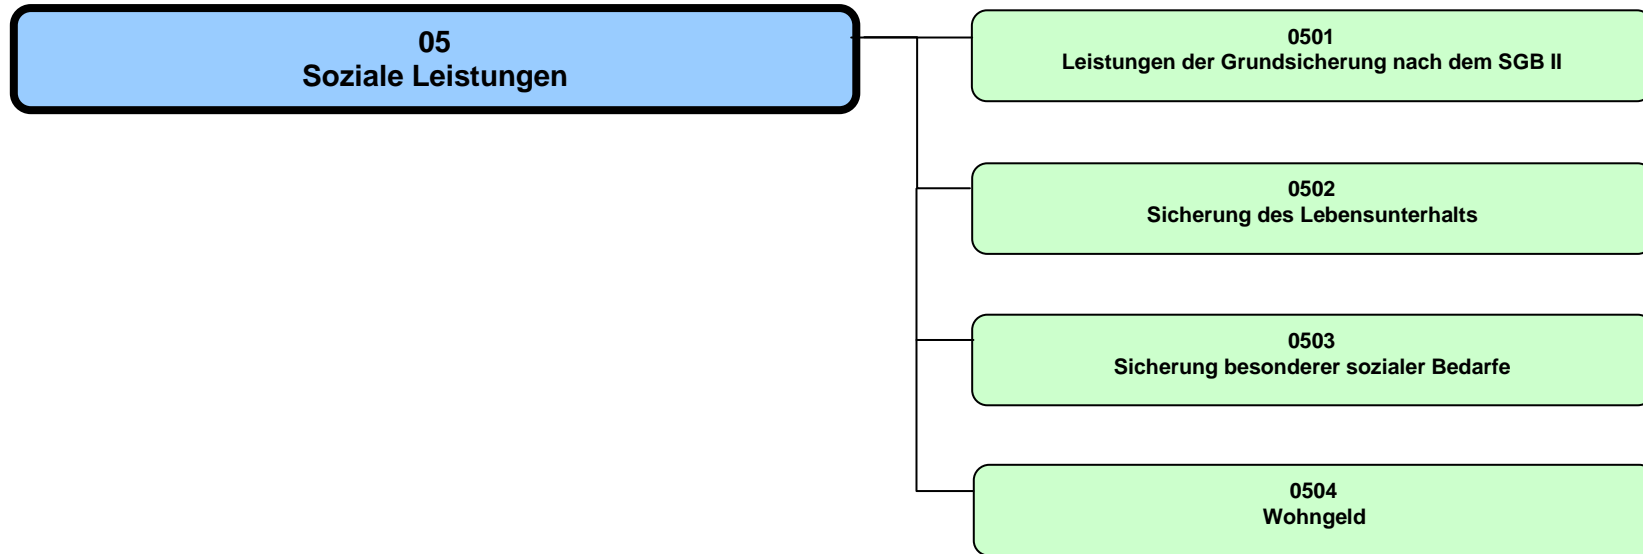 05
Soziale Leistungen
0501
Leistungen der Grundsicherung nach dem SGB II
0502
Sicherung des Lebensunterhalts
0503
Sicherung besonderer sozialer Bedarfe
0504
Wohngeld